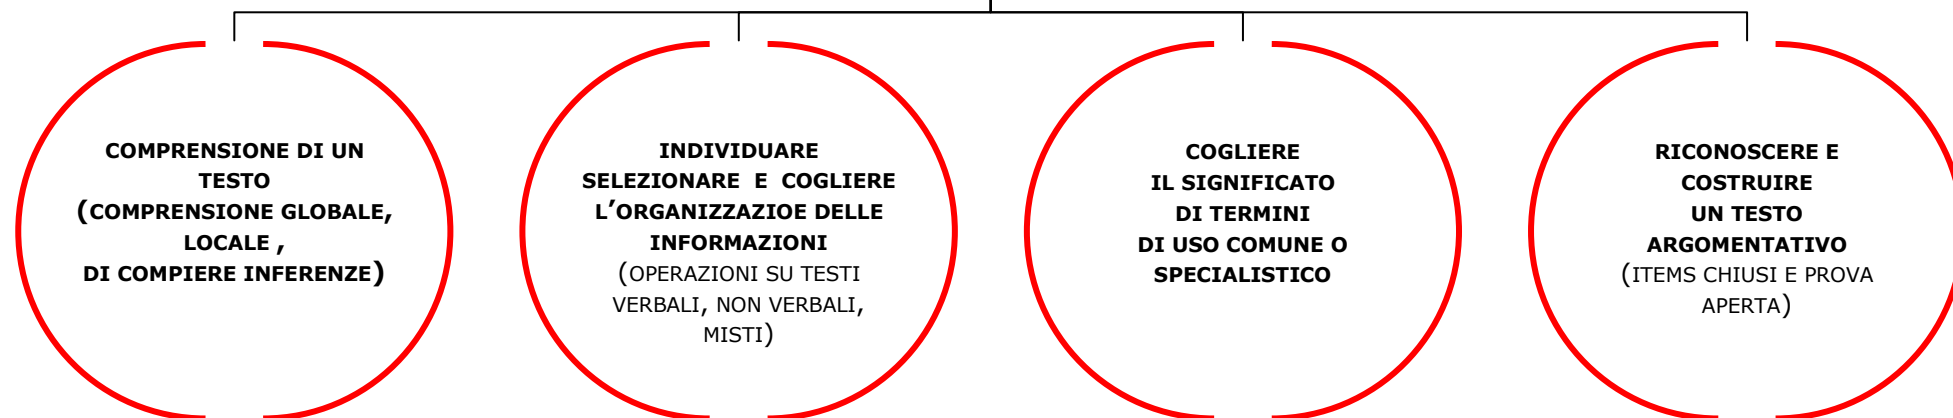 COMPRENSIONE DI UN
TESTO
(COMPRENSIONE GLOBALE,
LOCALE ,
DI COMPIERE INFERENZE)
INDIVIDUARE
SELEZIONARE E COGLIERE
L'ORGANIZZAZIOE DELLE
INFORMAZIONI
(OPERAZIONI SU TESTI
VERBALI, NON VERBALI,
MISTI)
COGLIERE
IL SIGNIFICATO
DI TERMINI
DI USO COMUNE O
SPECIALISTICO
RICONOSCERE E
COSTRUIRE
UN TESTO
ARGOMENTATIVO
(ITEMS CHIUSI E PROVA
APERTA)